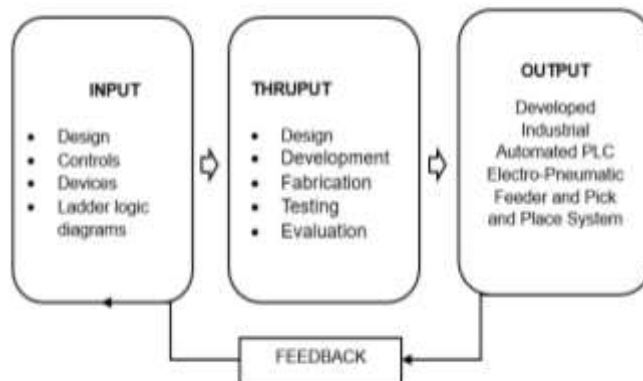 INPUT
• Design
• Controls
• Devices
• Ladder logic
diagrams
THRUPUT
• Design
• Development
• Fabrication
• Testing
• Evaluation
OUTPUT
Developed
Industrial
Automated PLC
Electro-Pneumatic
Feeder and Pick
and Place System
FEEDBACK